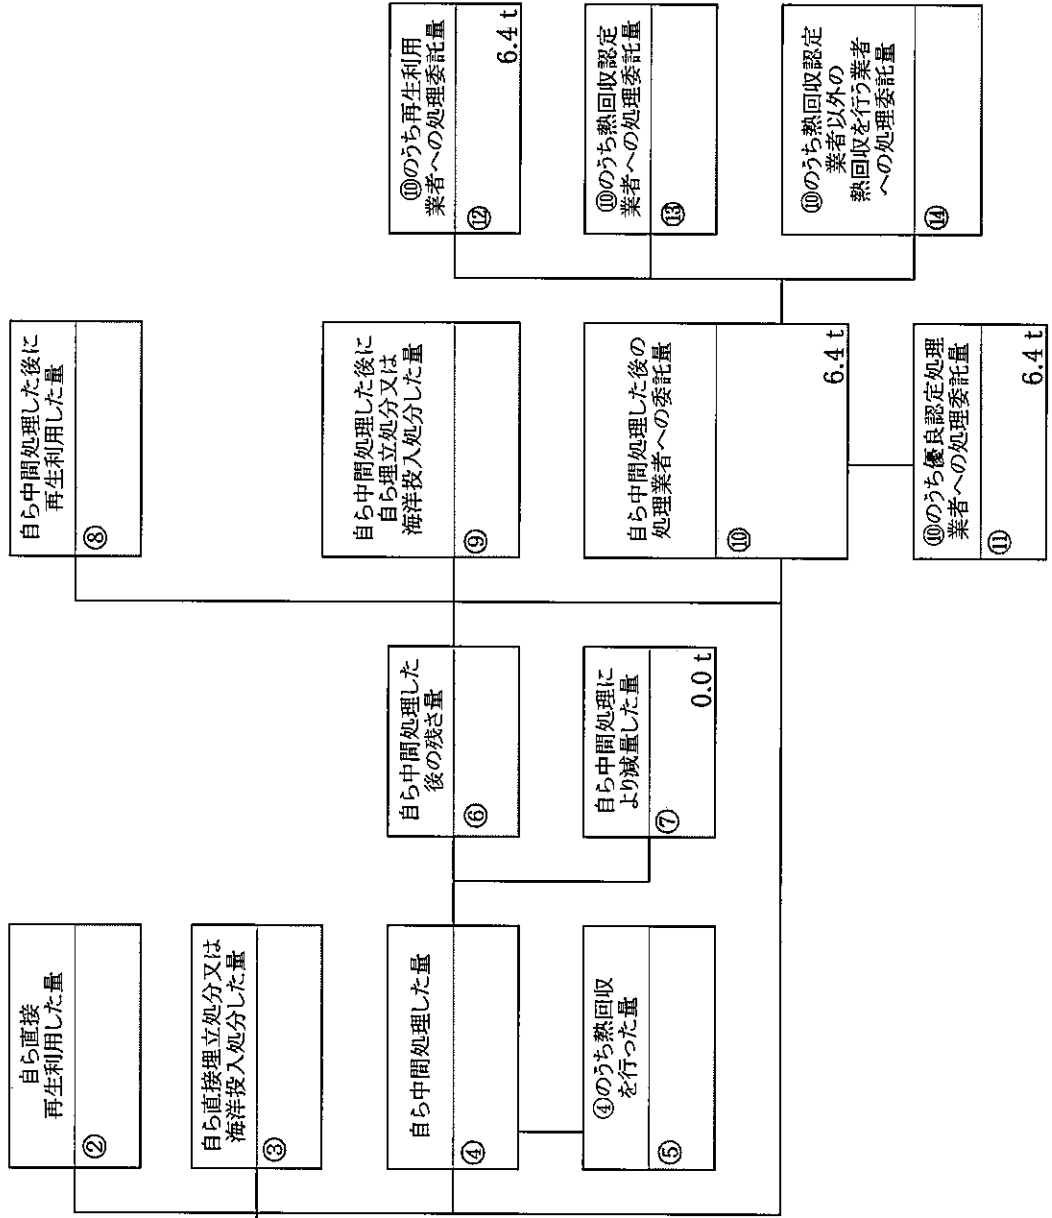 自ら直接
再生利用した量
②
自ら直接埋立処分又は
海洋投入処分した量
③
自ら中間処理した量
④
④のうち熱回収
を行った量
⑤
自ら中間処理した
後の残さ量
⑥
自ら中間処理に
より減量した量
⑦
0.0 t
自ら中間処理した後に
再生利用した量
⑧
自ら中間処理した後に
自ら埋立処分又は
海洋投入処分した量
⑨
自ら中間処理した後の
処理業者への委託量
⑩
6.4 t
⑩のうち優良認定処理
業者への処理委託量
⑪
6.4 t
⑩のうち再生利用
業者への処理委託量
⑫
6.4 t
⑩のうち熱回収認定
業者への処理委託量
⑬
⑩のうち熱回収認定
業者以外の
熱回収を行う業者
への処理委託量
⑭